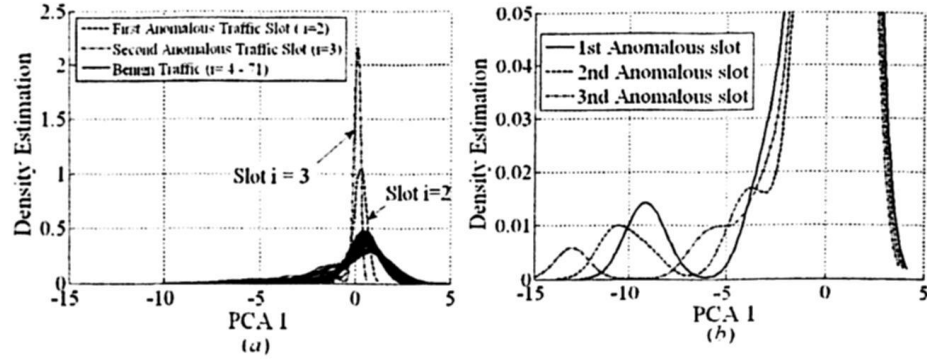 First Anomalous Traffic Slot ( i=2)
Second Anomalous Traffic Slot (i=3)
Benign Traffic (i= 4 - 71)
Density Estimation
2.5
2
1.5
1
0.5
0
Slot i = 3
Slot i=2
-15
-10
-5
0
5
PCA 1
(a)
1st Anomalous slot
2nd Anomalous slot
3nd Anomalous slot
Density Estimation
0.05
0.04
0.03
0.02
0.01
0
-15
-10
-5
0
5
PCA 1
(b)